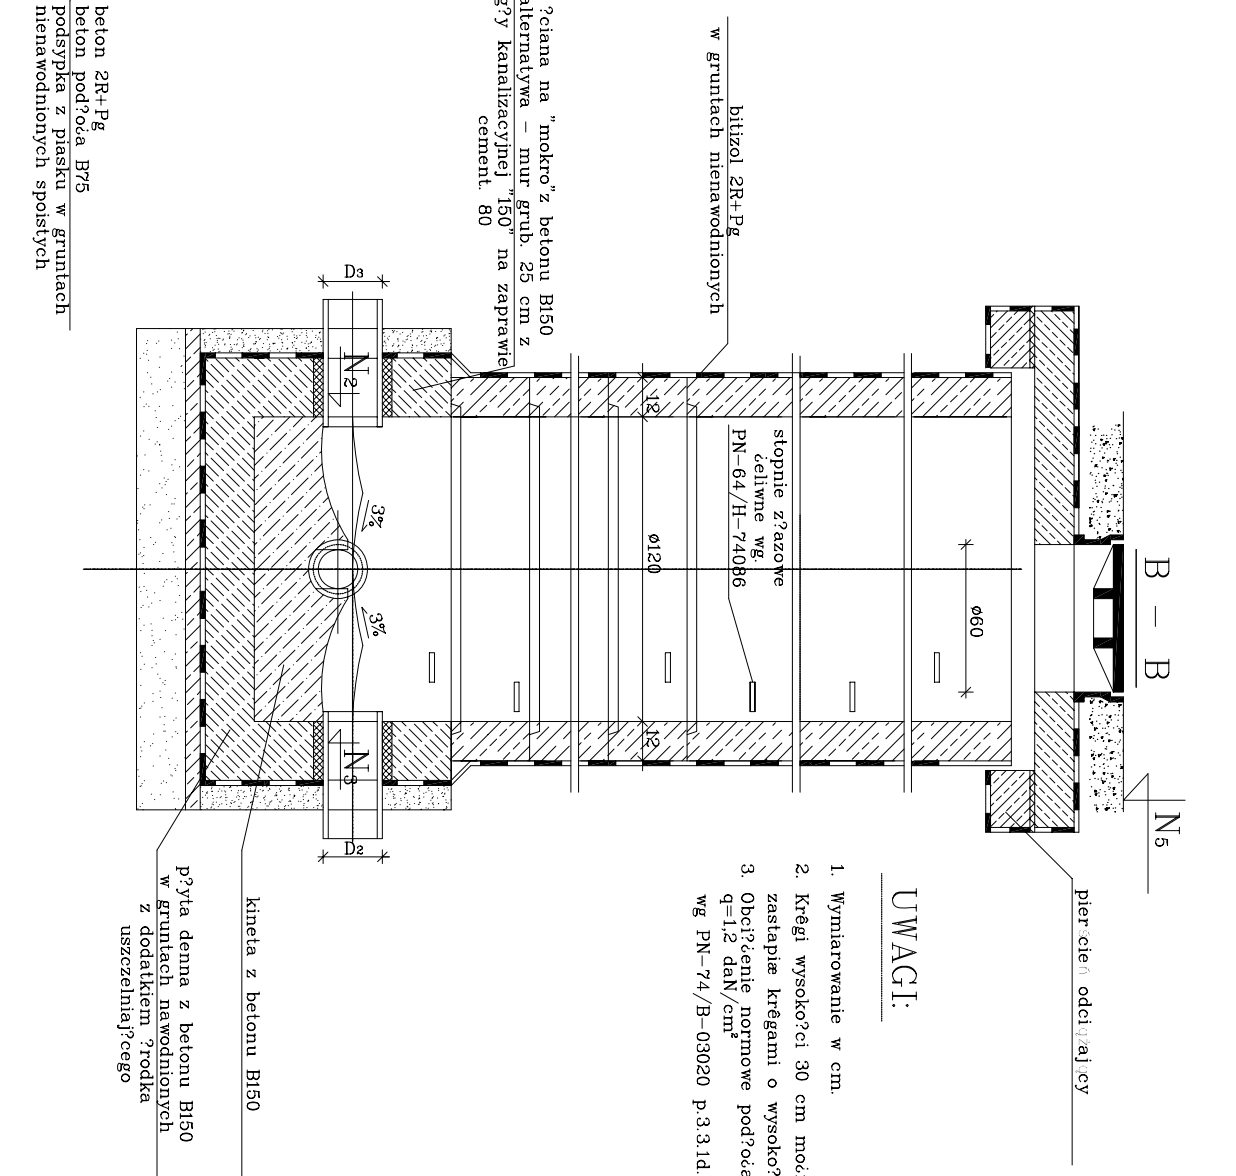 B – B
N5
pierścień odciążający
ø60
UWAGI:
1. Wymiarowanie w cm.
2. Krêgi wysoko?ci 30 cm mo¿
zastapiæ krêgami o wysoko?
3. Obci?¿enie normowe pod?o¿a
q=1,2 daN/cm²
wg PN-74/B-03020 p.3.3.1d.
bitizol 2R+Pg
w gruntach nienawodnionych
stopnie z?azowe
¿eliwne wg.
PN-64/H-74086
12
ø120
12
?ciana na "mokro"z betonu B150
alternatywa – mur grub. 25 cm z
g?y kanalizacyjnej "150" na zaprawie
cement. 80
D3
N2
3%
3%
N3
D2
kineta z betonu B150
p?yta denna z betonu B150
w gruntach nawodnionych
z dodatkiem ?rodka
uszczelniaj?cego
beton 2R+Pg
beton pod?o¿a B75
podsypka z piasku w gruntach
nienawodnionych spoistych